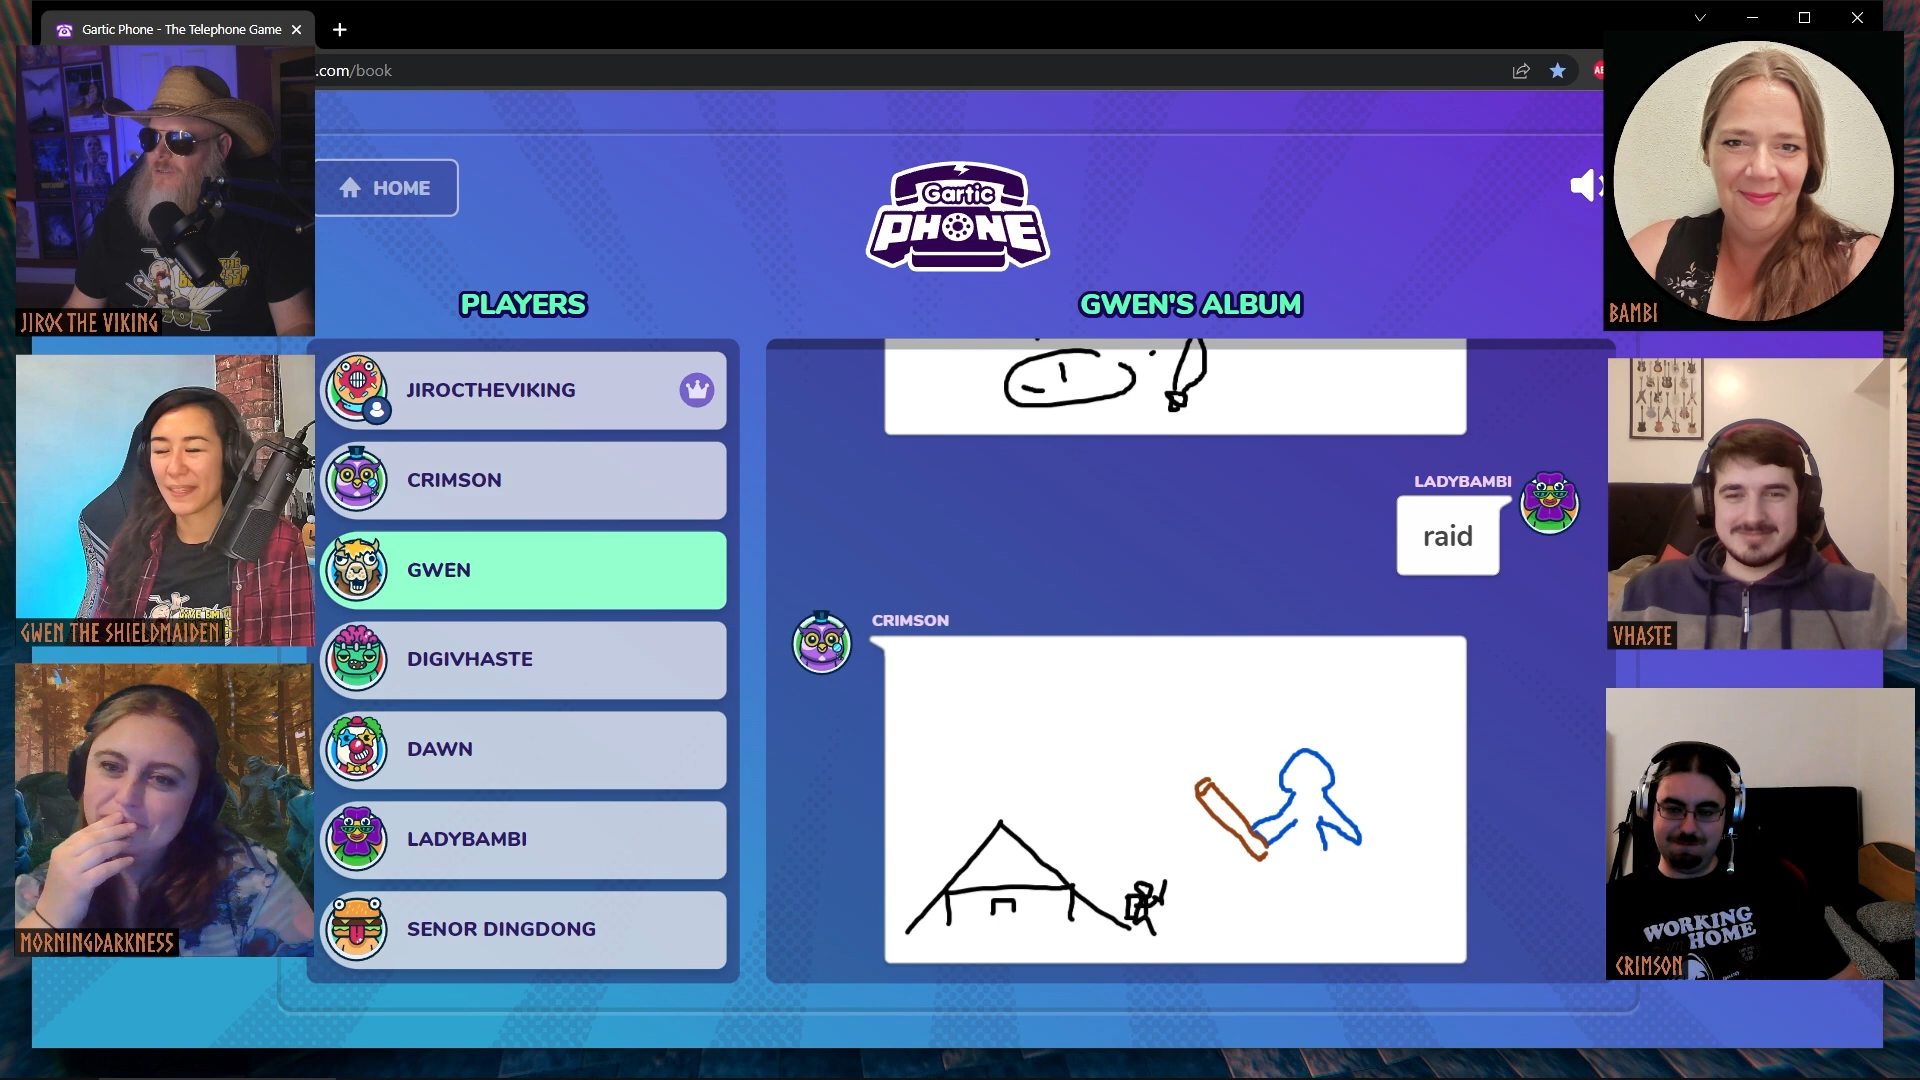 Gartic Phone - The Telephone Game
.com/book
HOME
Gartic
PHONE
PLAYERS
GWEN'S ALBUM
JIROCTHEVIKING
CRIMSON
GWEN
DIGIVHASTE
DAWN
LADYBAMBI
SENOR DINGDONG
LADYBAMBI
raid
CRIMSON
JIROC THE VIKING
GWEN THE SHIELDMAIDEN
MORNINGDARKNESS
BAMBI
VHASTE
WORKING
HOME
CRIMSON